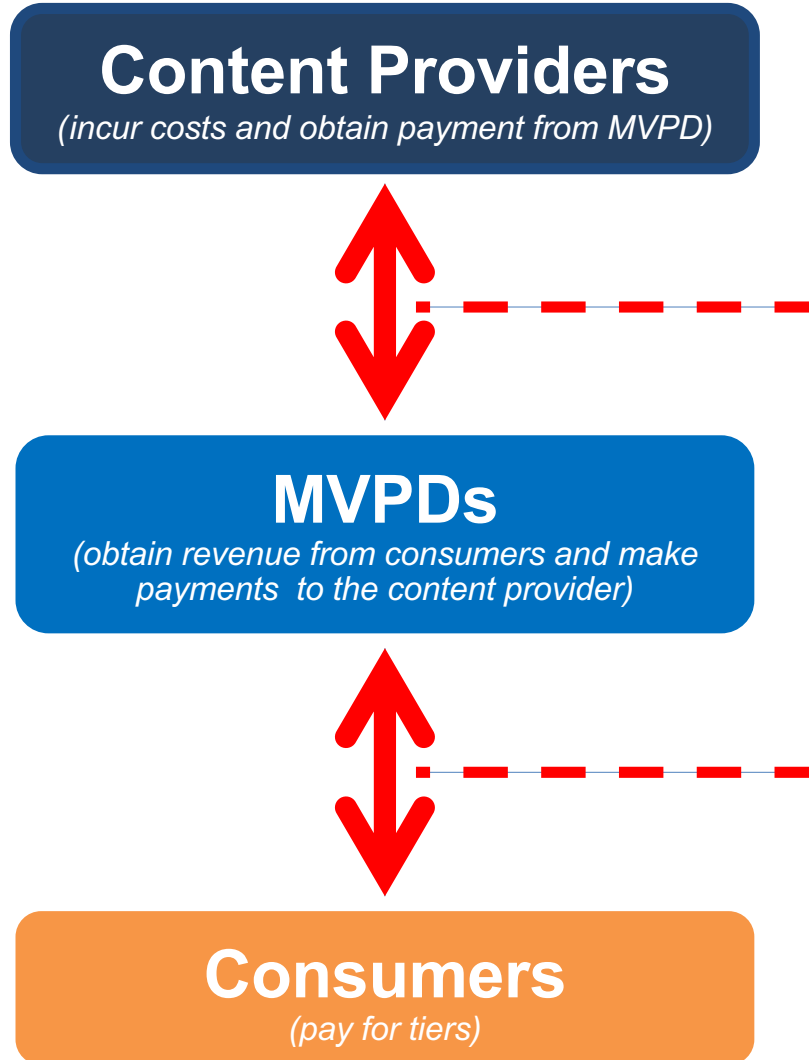 Content Providers
(incur costs and obtain payment from MVPD)
MVPDs
(obtain revenue from consumers and make
payments  to the content provider)
Consumers
(pay for tiers)